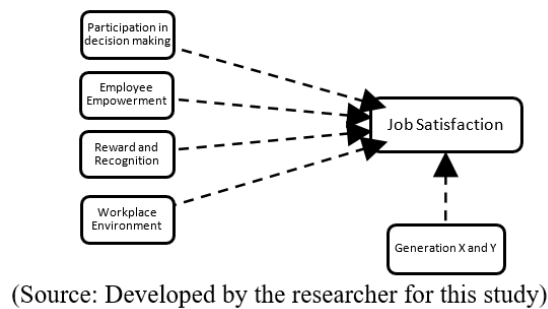 Participation in
decision making
Employee
Empowerment
Reward and
Recognition
Workplace
Environment
Job Satisfaction
Generation X and Y
(Source: Developed by the researcher for this study)